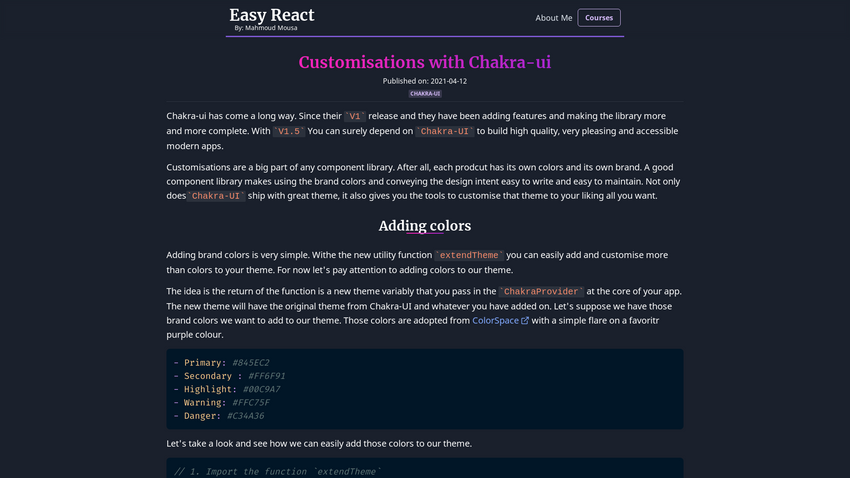 Easy React
By: Mahmoud Mousa
About Me
Courses
Customisations with Chakra-ui
Published on: 2021-04-12
CHAKRA-UI
Chakra-ui has come a long way. Since their `V1` release and they have been adding features and making the library more
and more complete. With `V1.5` You can surely depend on `Chakra-UI` to build high quality, very pleasing and accessible
modern apps.
Customisations are a big part of any component library. After all, each prodcut has its own colors and its own brand. A good
component library makes using the brand colors and conveying the design intent easy to write and easy to maintain. Not only
does `Chakra-UI` ship with great theme, it also gives you the tools to customise that theme to your liking all you want.
Adding colors
Adding brand colors is very simple. Withe the new utility function `extendTheme` you can easily add and customise more
than colors to your theme. For now let's pay attention to adding colors to our theme.
The idea is the return of the function is a new theme variably that you pass in the `ChakraProvider` at the core of your app.
The new theme will have the original theme from Chakra-UI and whatever you have added on. Let's suppose we have those
brand colors we want to add to our theme. Those colors are adopted from ColorSpace with a simple flare on a favoritr
purple colour.
- Primary: #845EC2
- Secondary : #FF6F91
- Highlight: #00C9A7
- Warning: #FFC75F
- Danger: #C34A36
Let's take a look and see how we can easily add those colors to our theme.
// 1. Import the function `extendTheme`